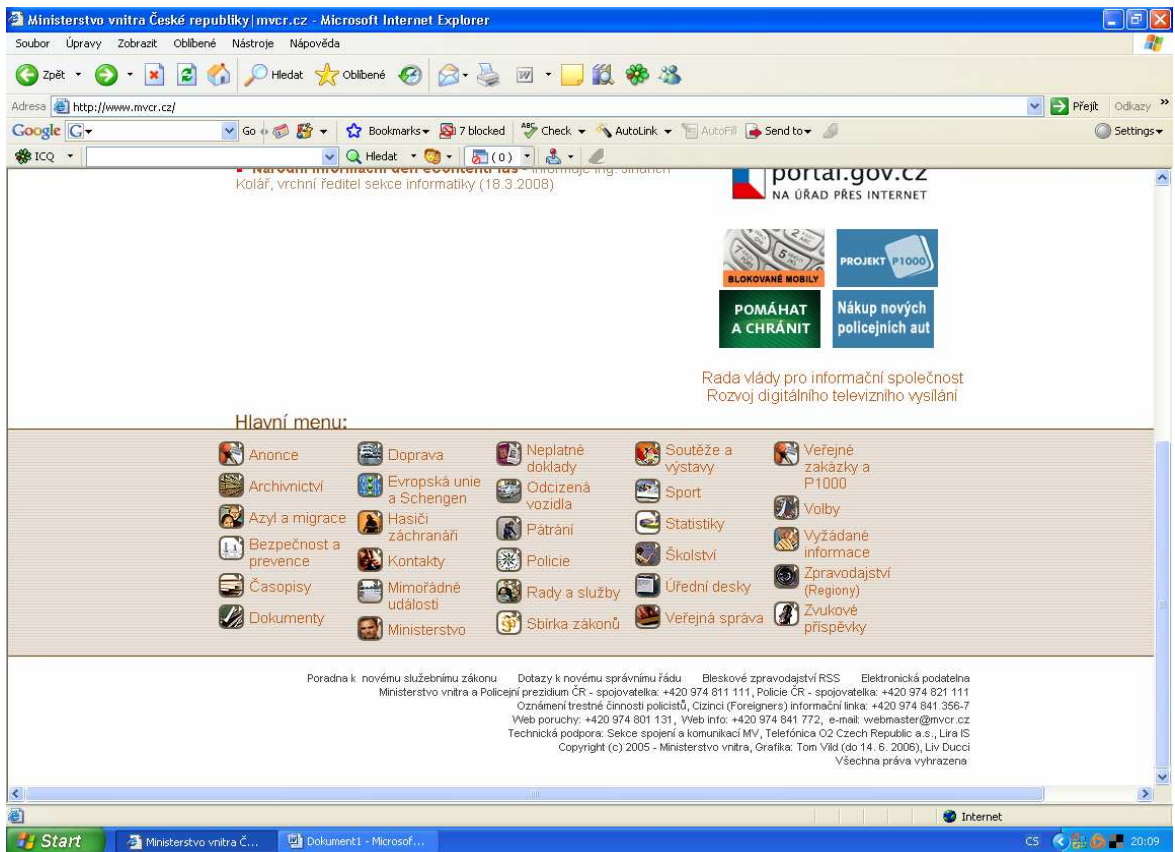 Ministerstvo vnitra České republiky|mvcr.cz - Microsoft Internet Explorer
Soubor Úpravy Zobrazit Oblíbené Nástroje Nápověda
Zpět Hledat Oblíbené
Adresa http://www.mvcr.cz/ Přejít Odkazy
Google G Go Bookmarks 7 blocked Check AutoLink AutoFill Send to Settings
ICQ Hledat (0)
Národní informační den eContentPlus - informuje Ing. Jindřich
Kolář, vrchní ředitel sekce informatiky (18.3.2008)
portal.gov.cz
NA ÚŘAD PŘES INTERNET
BLOKOVANÉ MOBILY
PROJEKT P1000
POMÁHAT
A CHRÁNIT
Nákup nových
policejních aut
Rada vlády pro informační společnost
Rozvoj digitálního televizního vysílání
Hlavní menu:
Anonce
Archivnictví
Azyl a migrace
Bezpečnost a
prevence
Časopisy
Dokumenty
Doprava
Evropská unie
a Schengen
Hasiči
záchranáři
Kontakty
Mimořádné
události
Ministerstvo
Neplatné
doklady
Odcizená
vozidla
Pátrání
Policie
Rady a služby
Sbírka zákonů
Soutěže a
výstavy
Sport
Statistiky
Školství
Úřední desky
Veřejná správa
Veřejné
zakázky a
P1000
Volby
Vyžádané
informace
Zpravodajství
(Regiony)
Zvukové
příspěvky
Poradna k novému služebnímu zákonu Dotazy k novému správnímu řádu Bleskové zpravodajství RSS Elektronická podatelna
Ministerstvo vnitra a Policejní prezidium ČR - spojovatelka: +420 974 811 111, Policie ČR - spojovatelka: +420 974 821 111
Oznámení trestné činnosti policistů, Cizinci (Foreigners) informační linka: +420 974 841 356-7
Web poruchy: +420 974 801 131, Web info: +420 974 841 772, e-mail: webmaster@mvcr.cz
Technická podpora: Sekce spojení a komunikací MV, Telefónica O2 Czech Republic a.s., Lira IS
Copyright (c) 2005 - Ministerstvo vnitra, Grafika: Tom Vild (do 14. 6. 2006), Liv Ducci
Všechna práva vyhrazena
Internet
Start Ministerstvo vnitra Č... Dokument1 - Microsof... CS 20:09